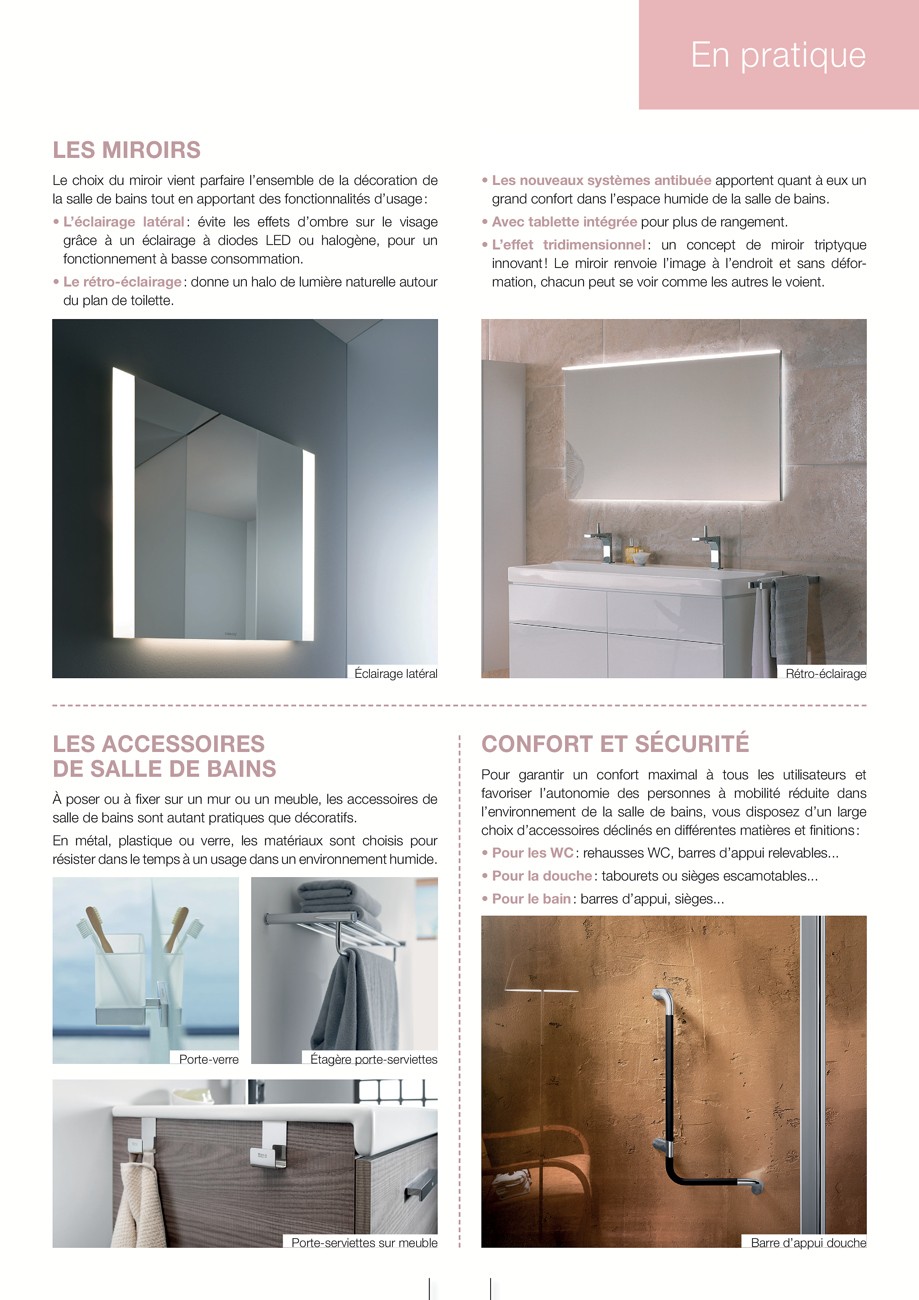 En pratique
LES MIROIRS
Le choix du miroir vient parfaire l'ensemble de la décoration de
la salle de bains tout en apportant des fonctionnalités d'usage :
• L'éclairage latéral : évite les effets d'ombre sur le visage
grâce à un éclairage à diodes LED ou halogène, pour un
fonctionnement à basse consommation.
• Le rétro-éclairage : donne un halo de lumière naturelle autour
du plan de toilette.
• Les nouveaux systèmes antibuée apportent quant à eux un
grand confort dans l'espace humide de la salle de bains.
• Avec tablette intégrée pour plus de rangement.
• L'effet tridimensionnel : un concept de miroir triptyque
innovant ! Le miroir renvoie l'image à l'endroit et sans défor-
mation, chacun peut se voir comme les autres le voient.
Éclairage latéral
Rétro-éclairage
LES ACCESSOIRES
DE SALLE DE BAINS
À poser ou à fixer sur un mur ou un meuble, les accessoires de
salle de bains sont autant pratiques que décoratifs.
En métal, plastique ou verre, les matériaux sont choisis pour
résister dans le temps à un usage dans un environnement humide.
Porte-verre
Étagère porte-serviettes
Porte-serviettes sur meuble
CONFORT ET SÉCURITÉ
Pour garantir un confort maximal à tous les utilisateurs et
favoriser l'autonomie des personnes à mobilité réduite dans
l'environnement de la salle de bains, vous disposez d'un large
choix d'accessoires déclinés en différentes matières et finitions :
• Pour les WC : rehausses WC, barres d'appui relevables...
• Pour la douche : tabourets ou sièges escamotables...
• Pour le bain : barres d'appui, sièges...
Barre d'appui douche